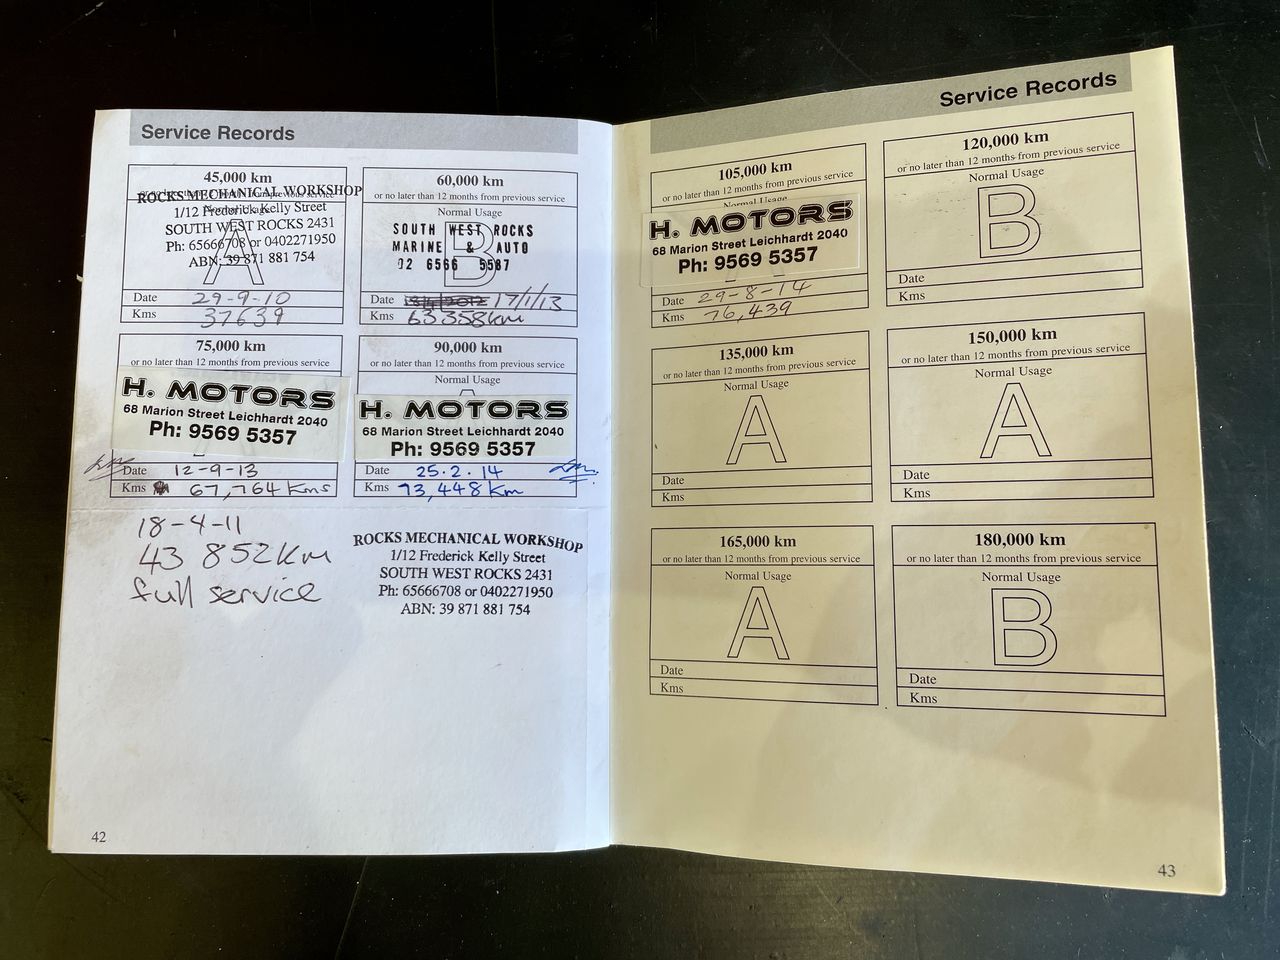 Service Records
45,000 km
or no later than 12 months from previous service
Normal Usage
ROCKS MECHANICAL WORKSHOP
1/12 Frederick Kelly Street
SOUTH WEST ROCKS 2431
Ph: 65666708 or 0402271950
ABN: 39 871 881 754
A
Date 29-9-10
Kms 37639
60,000 km
or no later than 12 months from previous service
Normal Usage
B
SOUTH WEST ROCKS
MARINE & AUTO
02 6566 5587
Date 17/1/13
Kms 63358km
75,000 km
or no later than 12 months from previous service
H. MOTORS
68 Marion Street Leichhardt 2040
Ph: 9569 5357
Date 12-9-13
Kms 67,764 Kms
90,000 km
or no later than 12 months from previous service
Normal Usage
H. MOTORS
68 Marion Street Leichhardt 2040
Ph: 9569 5357
Date 25.2.14
Kms 73,448 Km
18-4-11
43 852Km
full service
ROCKS MECHANICAL WORKSHOP
1/12 Frederick Kelly Street
SOUTH WEST ROCKS 2431
Ph: 65666708 or 0402271950
ABN: 39 871 881 754
42
Service Records
105,000 km
or no later than 12 months from previous service
Normal Usage
H. MOTORS
68 Marion Street Leichhardt 2040
Ph: 9569 5357
Date 29-8-14
Kms 76,439
120,000 km
or no later than 12 months from previous service
Normal Usage
B
Date
Kms
135,000 km
or no later than 12 months from previous service
Normal Usage
A
Date
Kms
150,000 km
or no later than 12 months from previous service
Normal Usage
A
Date
Kms
165,000 km
or no later than 12 months from previous service
Normal Usage
A
Date
Kms
180,000 km
or no later than 12 months from previous service
Normal Usage
B
Date
Kms
43